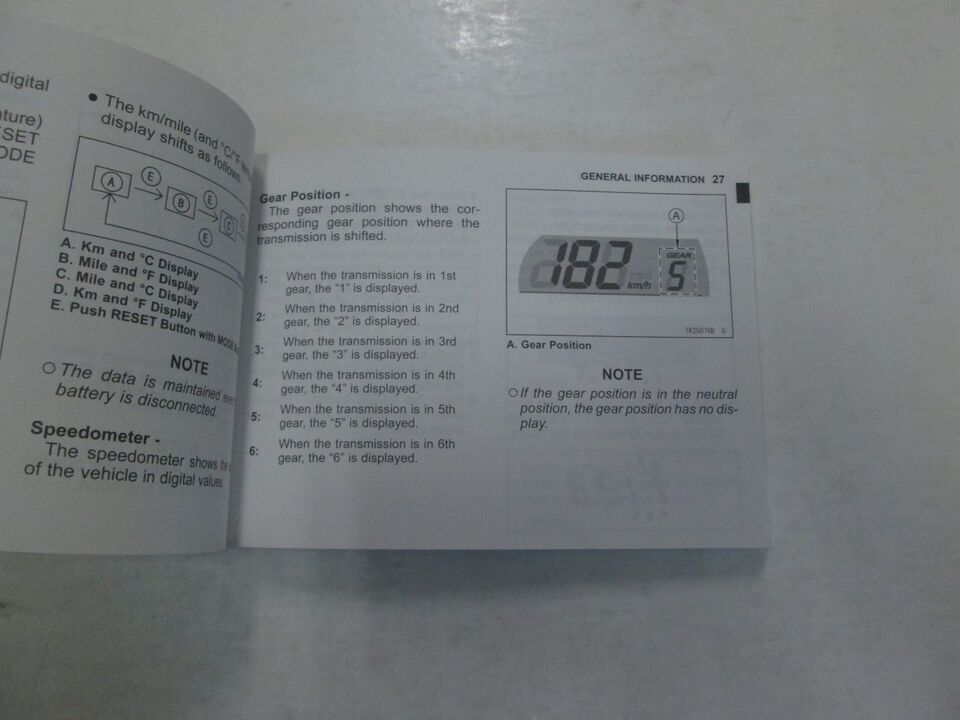 digital
ature)
ESET
ODE
● The km/mile (and °C/°F
display shifts as follows.
A
E
B
E
C
E
A. Km and °C Display
B. Mile and °F Display
C. Mile and °C Display
D. Km and °F Display
E. Push RESET Button with MODE
NOTE
○ The data is maintained
battery is disconnected.
Speedometer -
The speedometer shows the
of the vehicle in digital values.
GENERAL INFORMATION 27
Gear Position -
The gear position shows the cor-
responding gear position where the
transmission is shifted.
1: When the transmission is in 1st
gear, the “1” is displayed.
2: When the transmission is in 2nd
gear, the “2” is displayed.
3: When the transmission is in 3rd
gear, the “3” is displayed.
4: When the transmission is in 4th
gear, the “4” is displayed.
5: When the transmission is in 5th
gear, the “5” is displayed.
6: When the transmission is in 6th
gear, the “6” is displayed.
A
182
mph
km/h
GEAR
5
7K25076B S
A. Gear Position
NOTE
○ If the gear position is in the neutral
position, the gear position has no dis-
play.